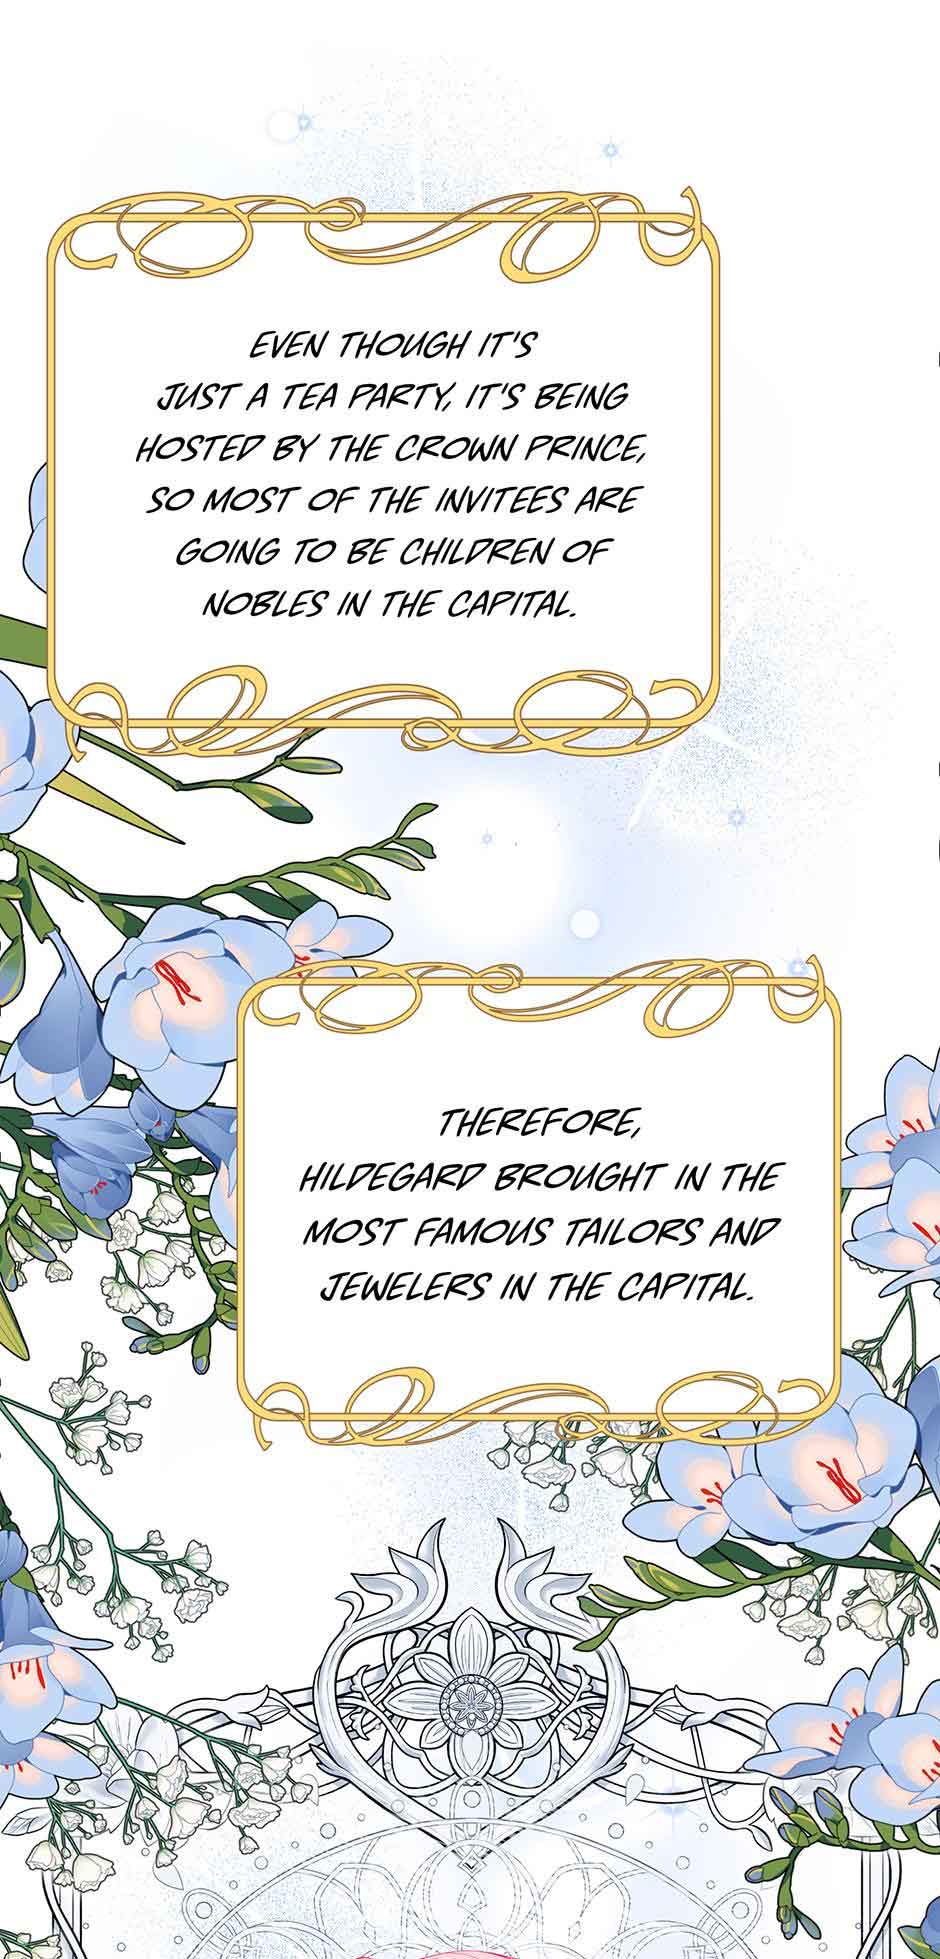 EVEN THOUGH IT'S
JUST A TEA PARTY, IT'S BEING
HOSTED BY THE CROWN PRINCE,
SO MOST OF THE INVITEES ARE
GOING TO BE CHILDREN OF
NOBLES IN THE CAPITAL.
THEREFORE,
HILDEGARD BROUGHT IN THE
MOST FAMOUS TAILORS AND
JEWELERS IN THE CAPITAL.